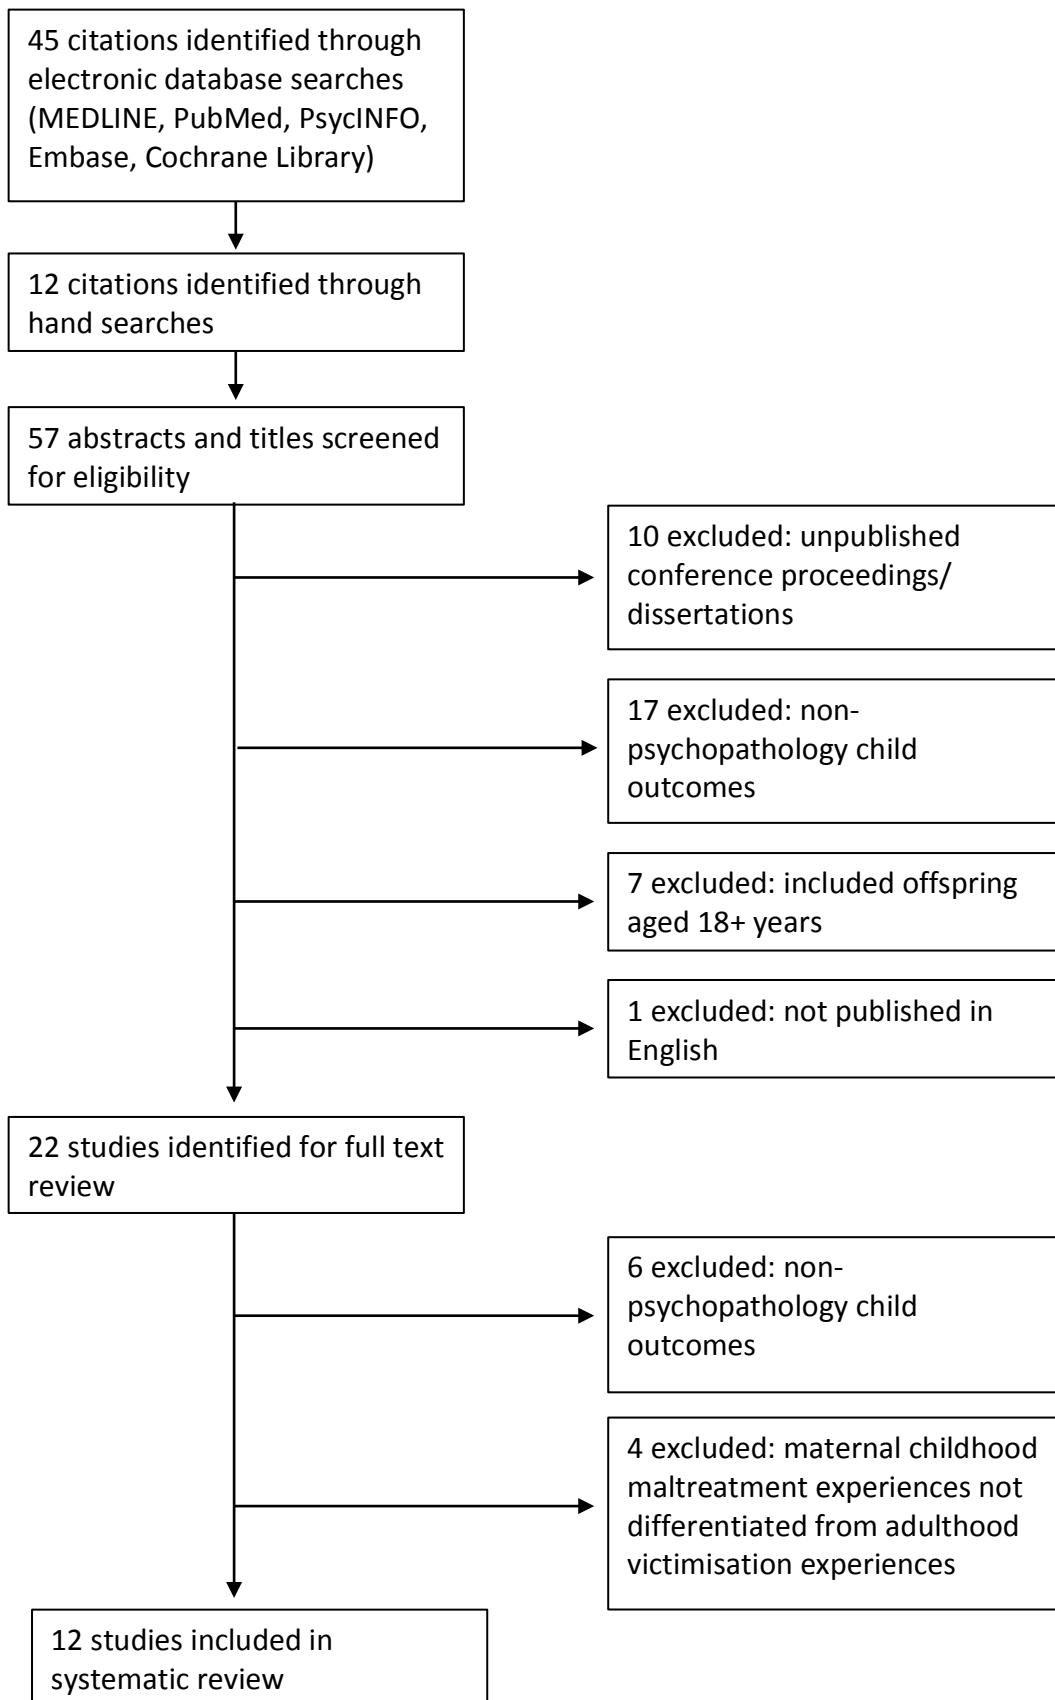 45 citations identified through
electronic database searches
(MEDLINE, PubMed, PsycINFO,
Embase, Cochrane Library)
12 citations identified through
hand searches
57 abstracts and titles screened
for eligibility
10 excluded: unpublished
conference proceedings/
dissertations
17 excluded: non-
psychopathology child
outcomes
7 excluded: included offspring
aged 18+ years
1 excluded: not published in
English
22 studies identified for full text
review
6 excluded: non-
psychopathology child
outcomes
4 excluded: maternal childhood
maltreatment experiences not
differentiated from adulthood
victimisation experiences
12 studies included in
systematic review